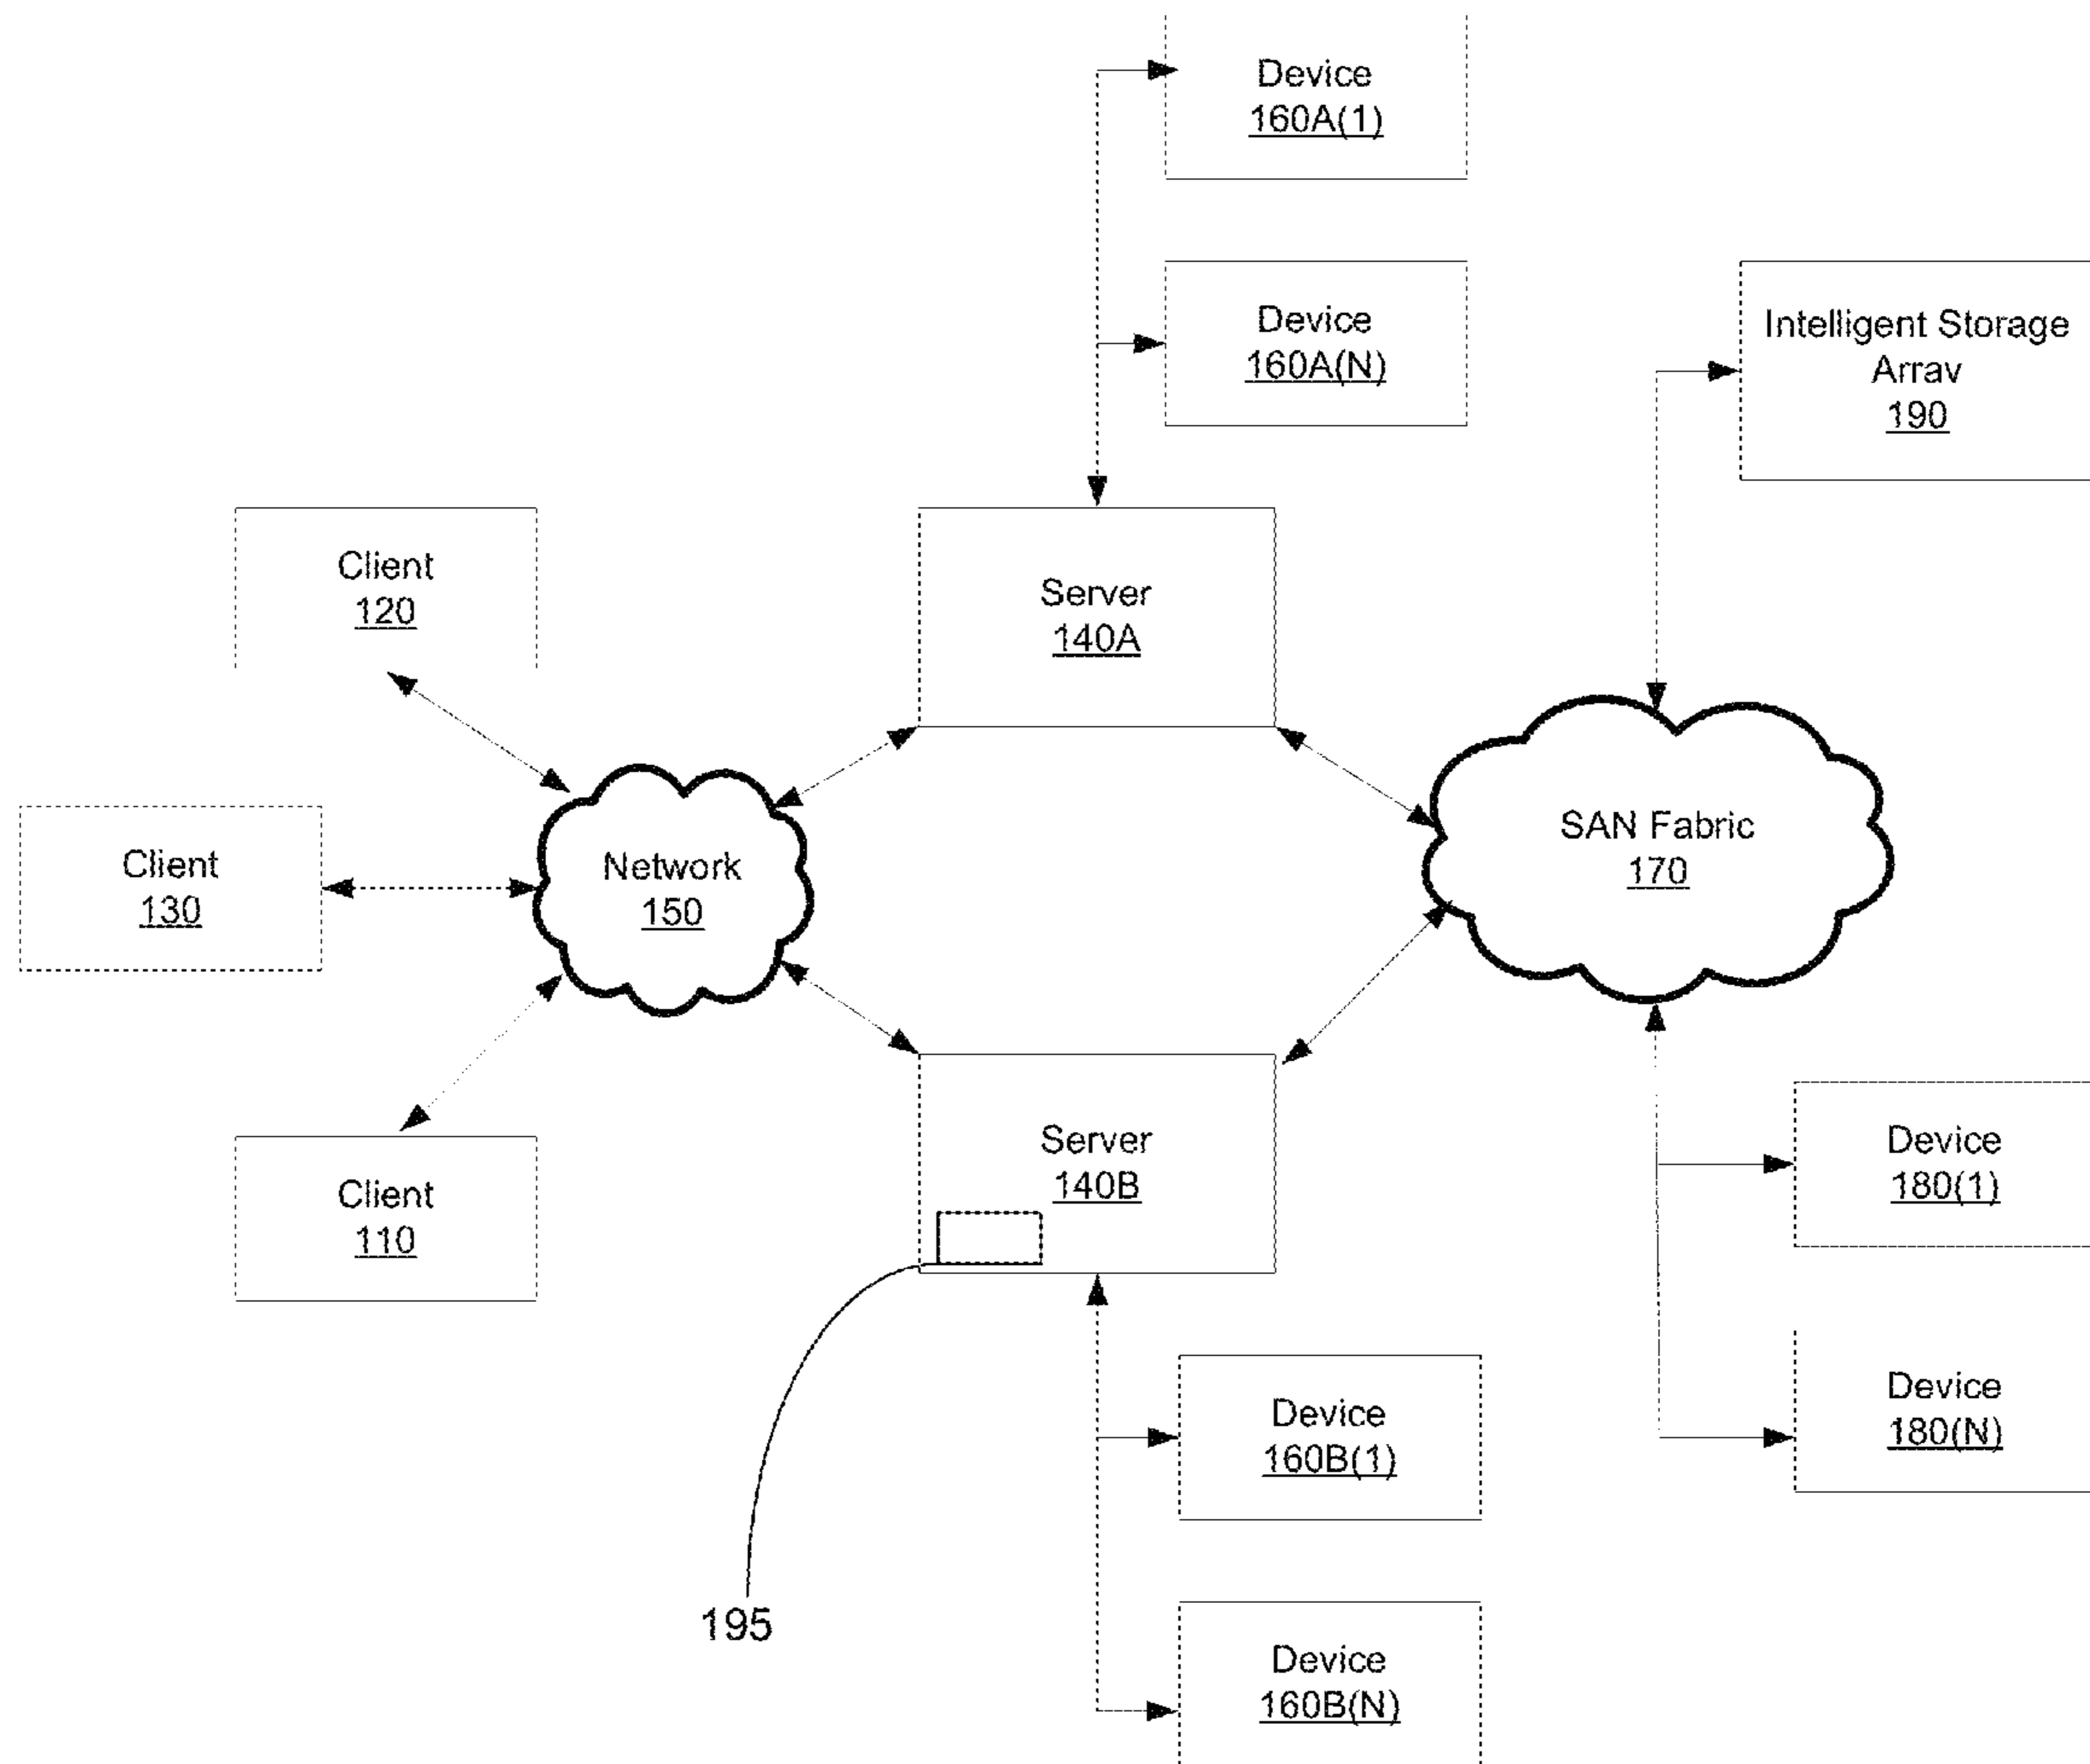 Device
160A(1)
Device
160A(N)
Intelligent Storage
Arrav
190
Client
120
Server
140A
Client
130
Network
150
SAN Fabric
170
Client
110
Server
140B
Device
180(1)
Device
180(N)
Device
160B(1)
195
Device
160B(N)